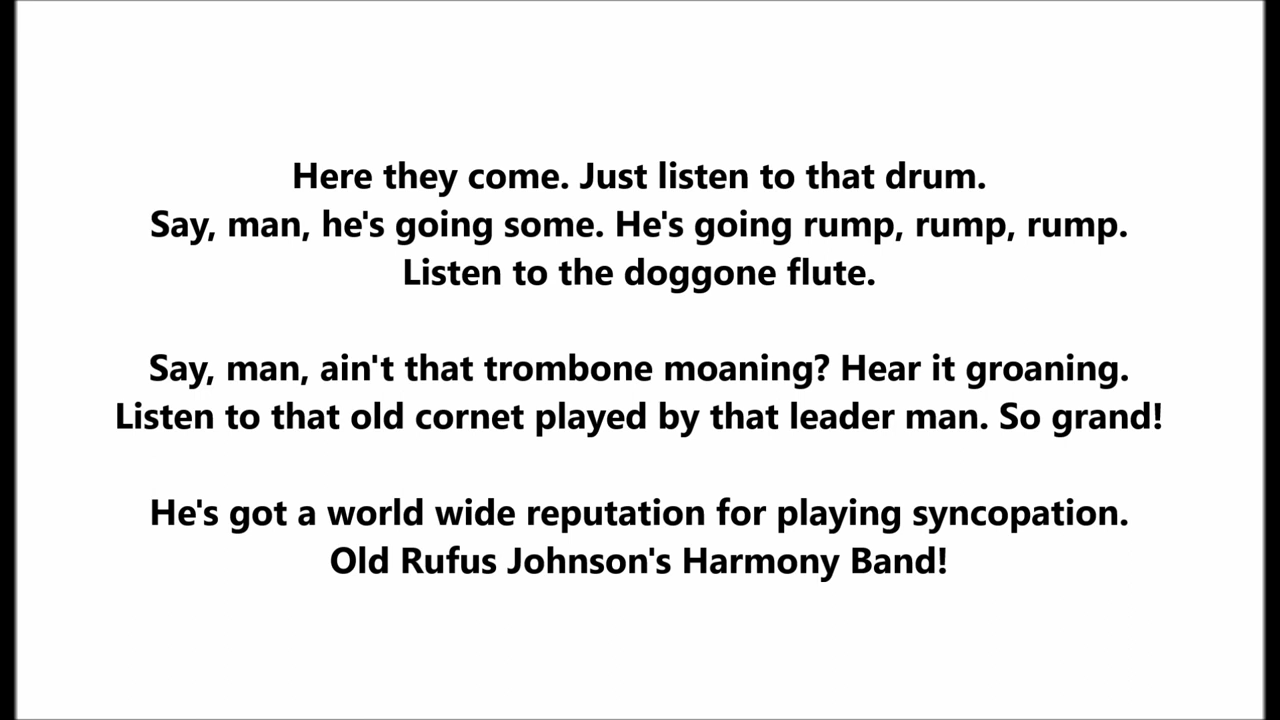 Here they come. Just listen to that drum.
Say, man, he's going some. He's going rump, rump, rump.
Listen to the doggone flute.
Say, man, ain't that trombone moaning? Hear it groaning.
Listen to that old cornet played by that leader man. So grand!
He's got a world wide reputation for playing syncopation.
Old Rufus Johnson's Harmony Band!